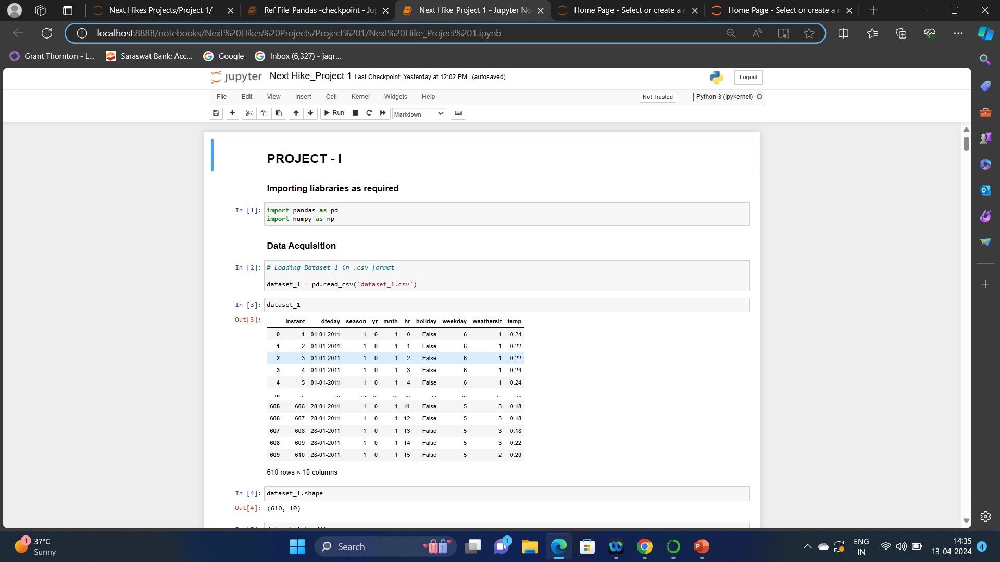 Next Hikes Projects/Project 1/
Ref File_Pandas -checkpoint - Jup
Next Hike_Project 1 - Jupyter No
Home Page - Select or create a n
Home Page - Select or create a n
localhost:8888/notebooks/Next%20Hikes%20Projects/Project%201/Next%20Hike_Project%201.ipynb
Grant Thornton - L...
Saraswat Bank: Acc...
Google
Inbox (6,327) - jagr...
jupyter Next Hike_Project 1 Last Checkpoint: Yesterday at 12:02 PM (autosaved)
Logout
File Edit View Insert Cell Kernel Widgets Help
Not Trusted
Python 3 (ipykernel)
Run
Markdown
PROJECT - I
Importing liabraries as required
In [1]: import pandas as pd
import numpy as np
Data Acquisition
In [2]: # Loading Dataset_1 in .csv format
dataset_1 = pd.read_csv('dataset_1.csv')
In [3]: dataset_1
Out[3]:
instant dteday season yr mnth hr holiday weekday weathersit temp
0 1 01-01-2011 1 0 1 0 False 6 1 0.24
1 2 01-01-2011 1 0 1 1 False 6 1 0.22
2 3 01-01-2011 1 0 1 2 False 6 1 0.22
3 4 01-01-2011 1 0 1 3 False 6 1 0.24
4 5 01-01-2011 1 0 1 4 False 6 1 0.24
... ... ... ... ... ... ... ... ... ... ...
605 606 28-01-2011 1 0 1 11 False 5 3 0.18
606 607 28-01-2011 1 0 1 12 False 5 3 0.18
607 608 28-01-2011 1 0 1 13 False 5 3 0.18
608 609 28-01-2011 1 0 1 14 False 5 3 0.22
609 610 28-01-2011 1 0 1 15 False 5 2 0.20
610 rows × 10 columns
In [4]: dataset_1.shape
Out[4]: (610, 10)
1
37°C
Sunny
Search
1
ENG
IN
14:35
13-04-2024
4